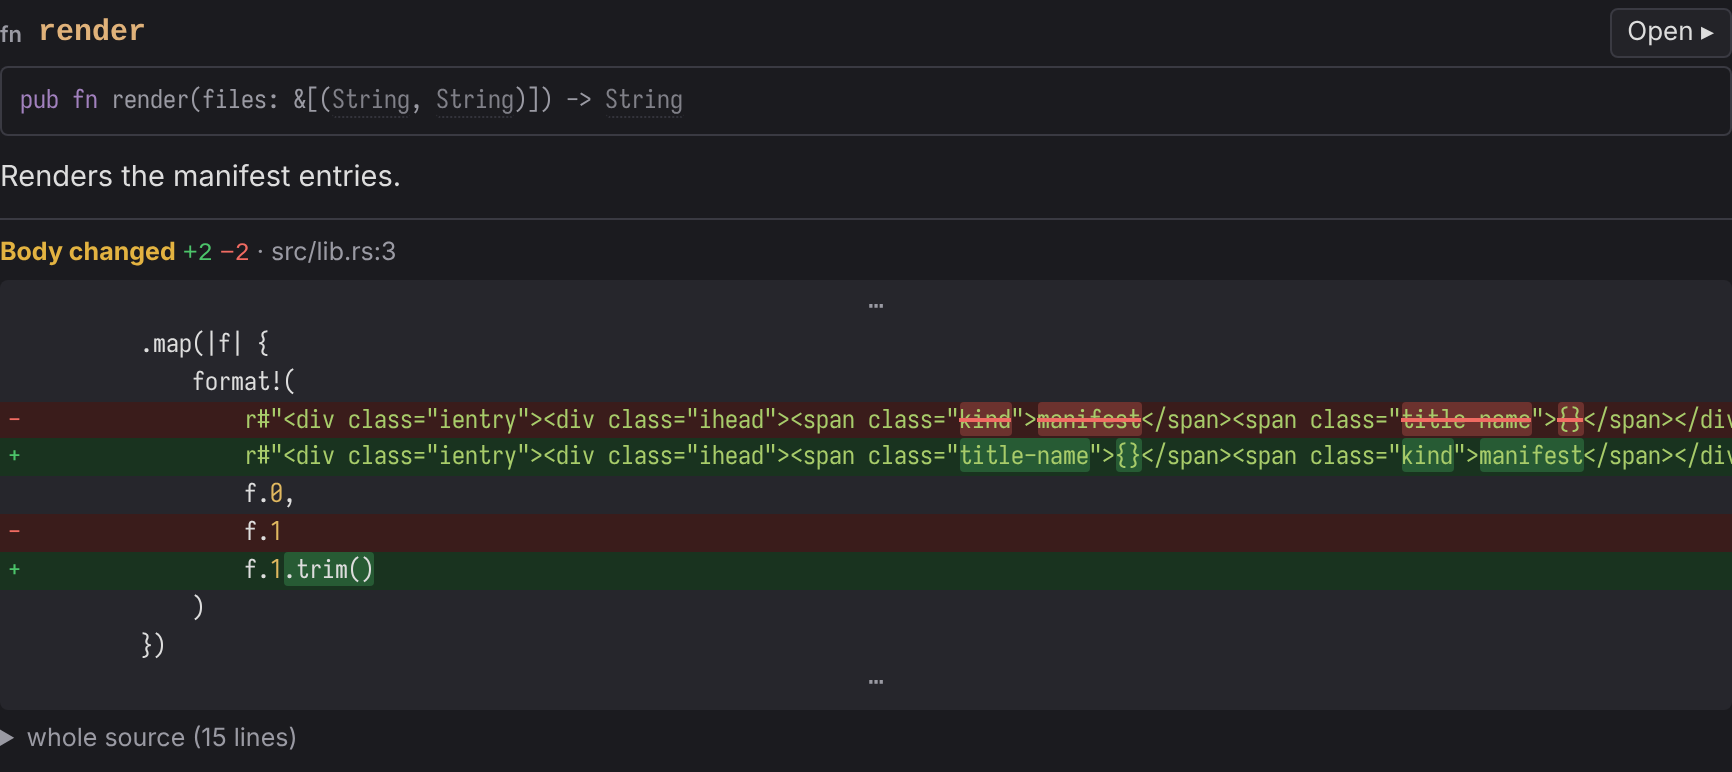 fn render
Open ▸
pub fn render(files: &[(String, String)]) -> String
Renders the manifest entries.
Body changed +2 −2 · src/lib.rs:3
…
.map(|f| {
format!(
− r#"<div class="ientry"><div class="ihead"><span class="kind">manifest</span><span class="title-name">{}</span></div
+ r#"<div class="ientry"><div class="ihead"><span class="title-name">{}</span><span class="kind">manifest</span></div
f.0,
− f.1
+ f.1.trim()
)
})
…
▶ whole source (15 lines)